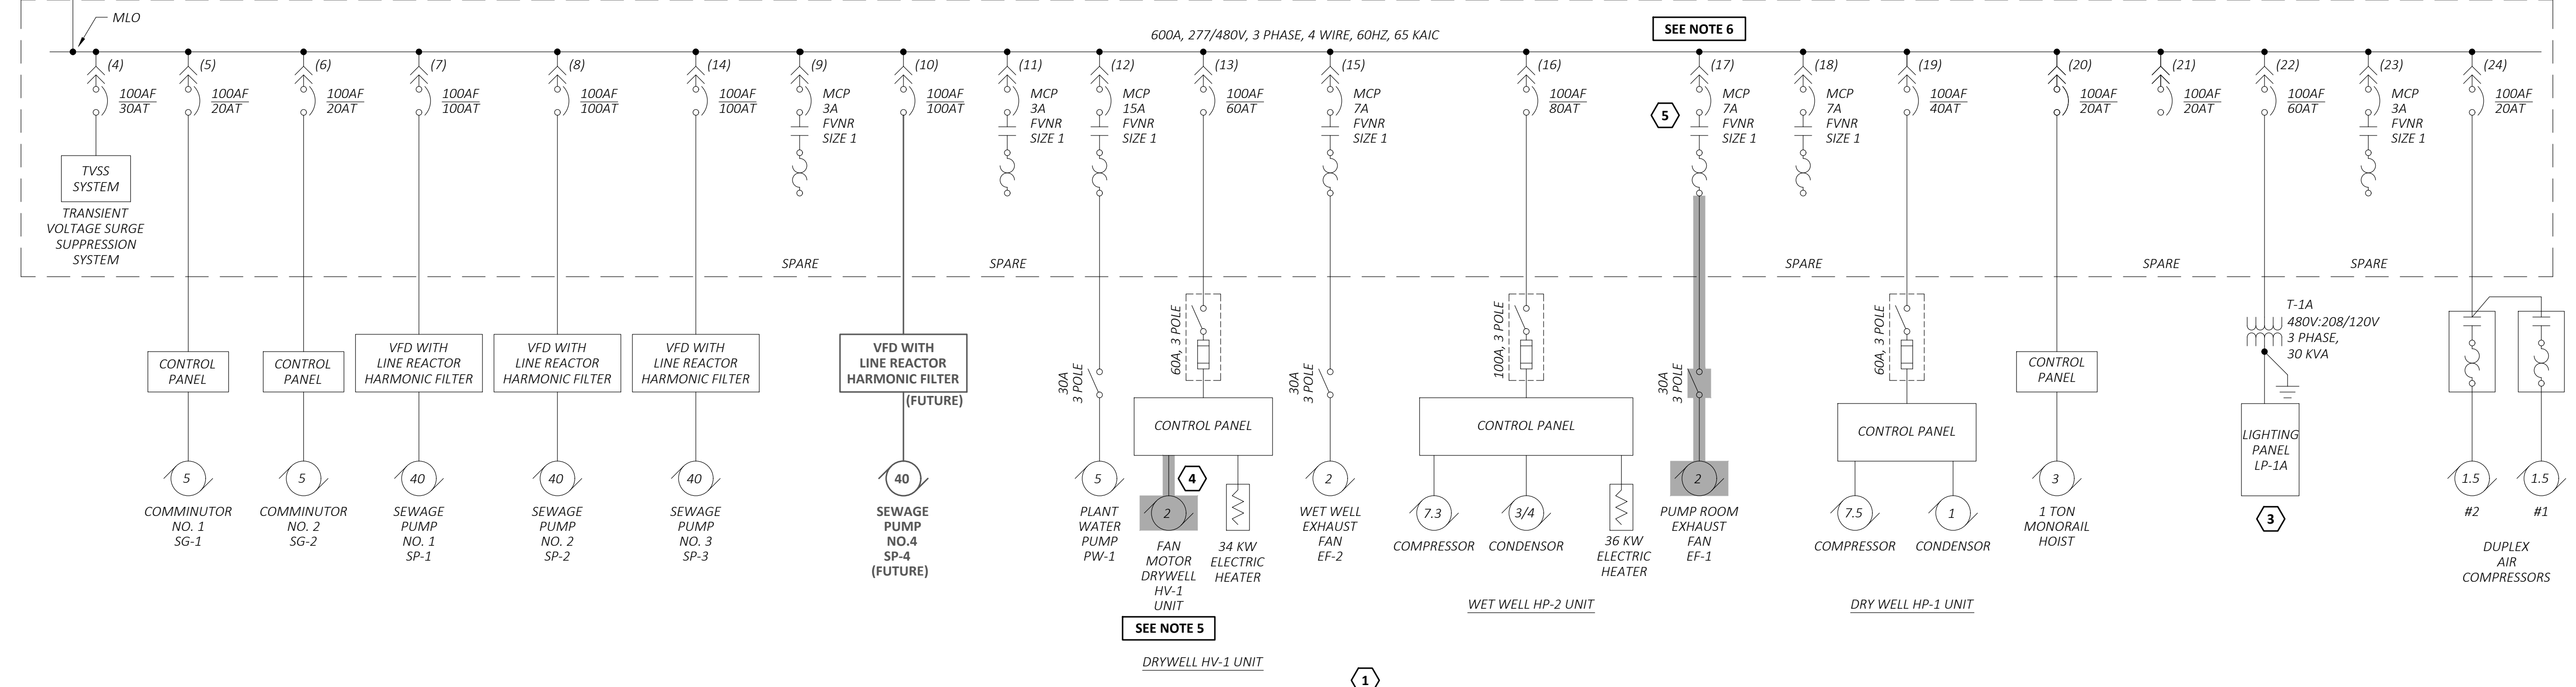 MLO
600A, 277/480V, 3 PHASE, 4 WIRE, 60HZ, 65 KAIC
SEE NOTE 6
(4)
100AF
30AT
TVSS
SYSTEM
TRANSIENT
VOLTAGE SURGE
SUPPRESSION
SYSTEM
(5)
100AF
20AT
CONTROL
PANEL
5
COMMINUTOR
NO. 1
SG-1
(6)
100AF
20AT
CONTROL
PANEL
5
COMMINUTOR
NO. 2
SG-2
(7)
100AF
100AT
VFD WITH
LINE REACTOR
HARMONIC FILTER
40
SEWAGE
PUMP
NO. 1
SP-1
(8)
100AF
100AT
VFD WITH
LINE REACTOR
HARMONIC FILTER
40
SEWAGE
PUMP
NO. 2
SP-2
(14)
100AF
100AT
VFD WITH
LINE REACTOR
HARMONIC FILTER
40
SEWAGE
PUMP
NO. 3
SP-3
(9)
MCP
3A
FVNR
SIZE 1
SPARE
(10)
100AF
100AT
VFD WITH
LINE REACTOR
HARMONIC FILTER
(FUTURE)
40
SEWAGE
PUMP
NO.4
SP-4
(FUTURE)
(11)
MCP
3A
FVNR
SIZE 1
SPARE
(12)
MCP
15A
FVNR
SIZE 1
30A
3 POLE
5
PLANT
WATER
PUMP
PW-1
(13)
100AF
60AT
60A, 3 POLE
CONTROL PANEL
4
2
FAN
MOTOR
DRYWELL
HV-1
UNIT
34 KW
ELECTRIC
HEATER
SEE NOTE 5
DRYWELL HV-1 UNIT
(15)
MCP
7A
FVNR
SIZE 1
30A
3 POLE
2
WET WELL
EXHAUST
FAN
EF-2
1
(16)
100AF
80AT
100A, 3 POLE
CONTROL PANEL
7.3
COMPRESSOR
3/4
CONDENSOR
36 KW
ELECTRIC
HEATER
WET WELL HP-2 UNIT
(17)
5
MCP
7A
FVNR
SIZE 1
30A
3 POLE
2
PUMP ROOM
EXHAUST
FAN
EF-1
(18)
MCP
7A
FVNR
SIZE 1
SPARE
(19)
100AF
40AT
60A, 3 POLE
CONTROL PANEL
7.5
COMPRESSOR
1
CONDENSOR
DRY WELL HP-1 UNIT
(20)
100AF
20AT
CONTROL
PANEL
3
1 TON
MONORAIL
HOIST
(21)
100AF
20AT
SPARE
(22)
100AF
60AT
T-1A
480V:208/120V
3 PHASE,
30 KVA
LIGHTING
PANEL
LP-1A
3
(23)
MCP
3A
FVNR
SIZE 1
SPARE
(24)
100AF
20AT
1.5
#2
1.5
#1
DUPLEX
AIR
COMPRESSORS